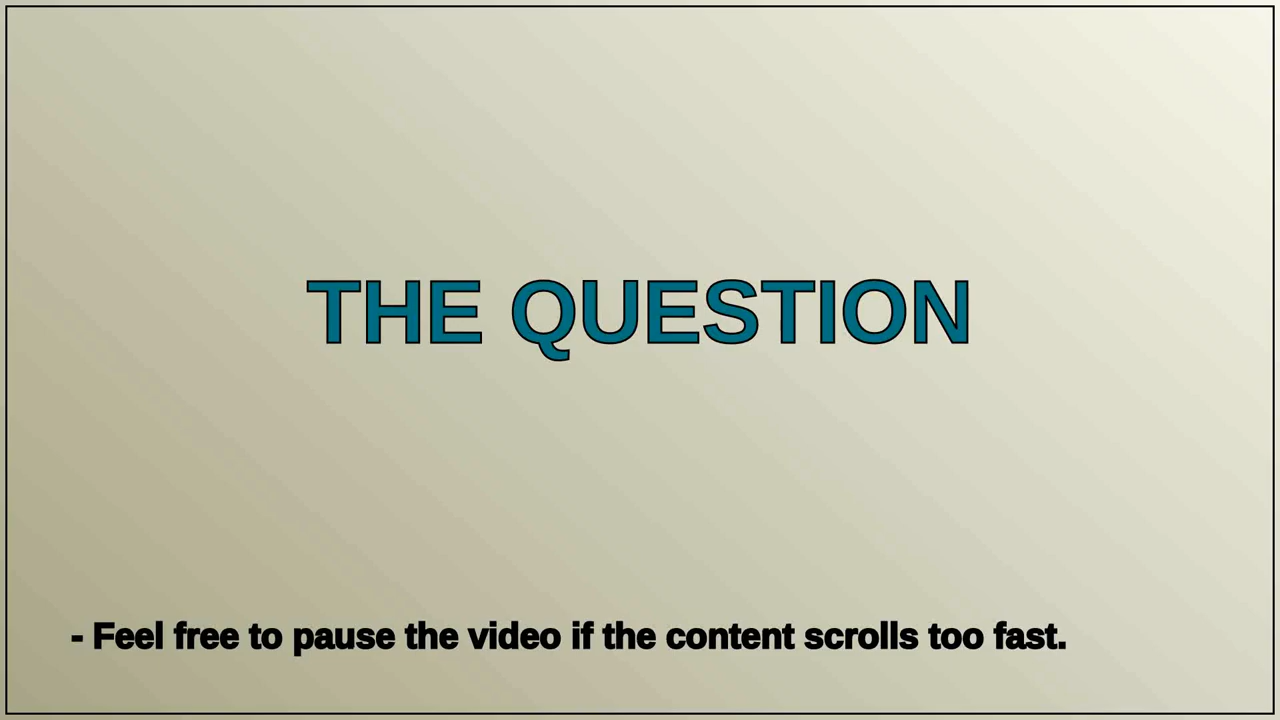 THE QUESTION
- Feel free to pause the video if the content scrolls too fast.